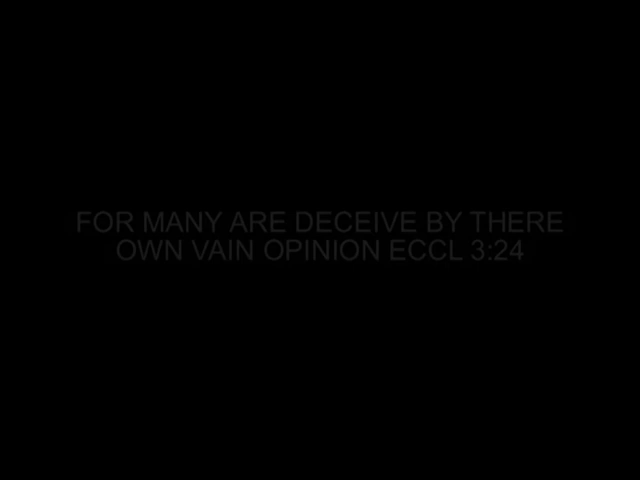 FOR MANY ARE DECEIVE BY THERE
OWN VAIN OPINION ECCL 3:24